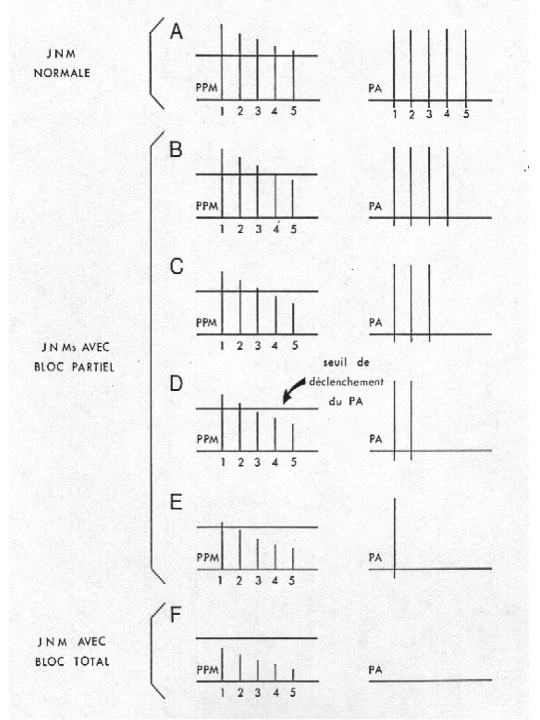 A
JNM
NORMALE
PPM
1 2 3 4 5
PA
1 2 3 4 5
B
PPM
1 2 3 4 5
PA
C
PPM
1 2 3 4 5
PA
JNMs AVEC
BLOC PARTIEL
seuil de
déclenchement
du PA
D
PPM
1 2 3 4 5
PA
E
PPM
1 2 3 4 5
PA
F
JNM AVEC
BLOC TOTAL
PPM
1 2 3 4 5
PA